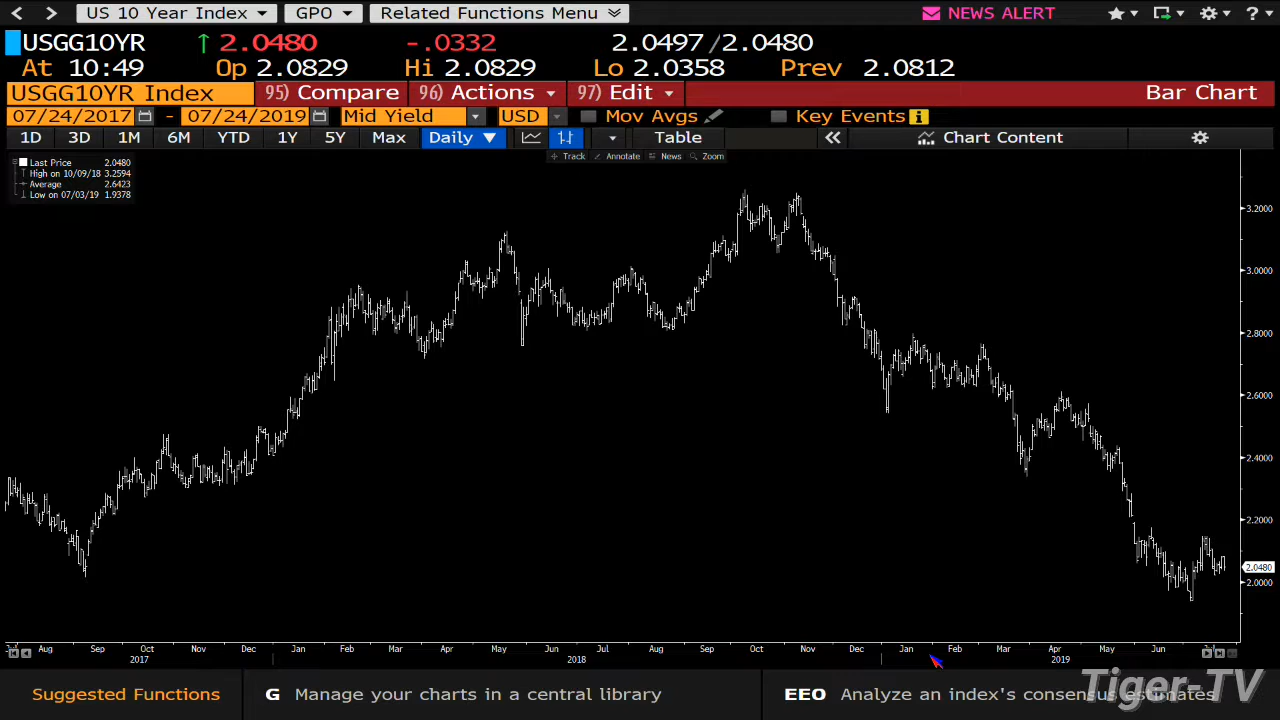 US 10 Year Index GPO Related Functions Menu NEWS ALERT ?
USGG10YR ↑ 2.0480 -.0332 2.0497/2.0480
At 10:49 Op 2.0829 Hi 2.0829 Lo 2.0358 Prev 2.0812
USGG10YR Index 95) Compare 96) Actions 97) Edit Bar Chart
07/24/2017 - 07/24/2019 Mid Yield USD Mov Avgs Key Events
1D 3D 1M 6M YTD 1Y 5Y Max Daily ▼ Table « Chart Content
Track Annotate News Zoom
Last Price 2.0480
High on 10/09/18 3.2594
Average 2.6423
Low on 07/03/19 1.9378
3.2000
3.0000
2.8000
2.6000
2.4000
2.2000
2.0480
2.0000
Aug Sep Oct Nov Dec Jan Feb Mar Apr May Jun Jul Aug Sep Oct Nov Dec Jan Feb Mar Apr May Jun
2017 2018 2019
Suggested Functions G Manage your charts in a central library EEO Analyze an index's consensus estimates
Tiger-TV